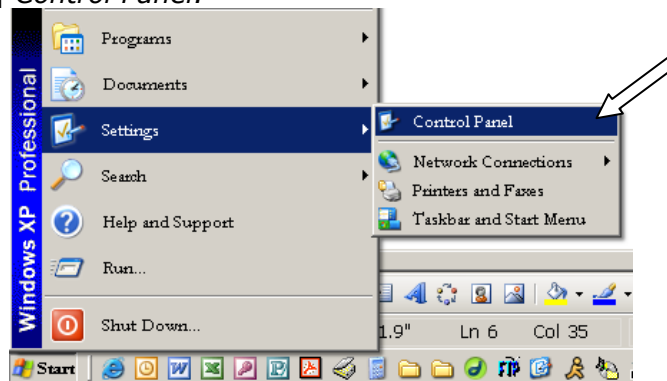 Control Panel.
Programs
Documents
Settings
Search
Help and Support
Run...
Shut Down...
Windows XP Professional
Control Panel
Network Connections
Printers and Faxes
Taskbar and Start Menu
1.9" Ln 6 Col 35
Start